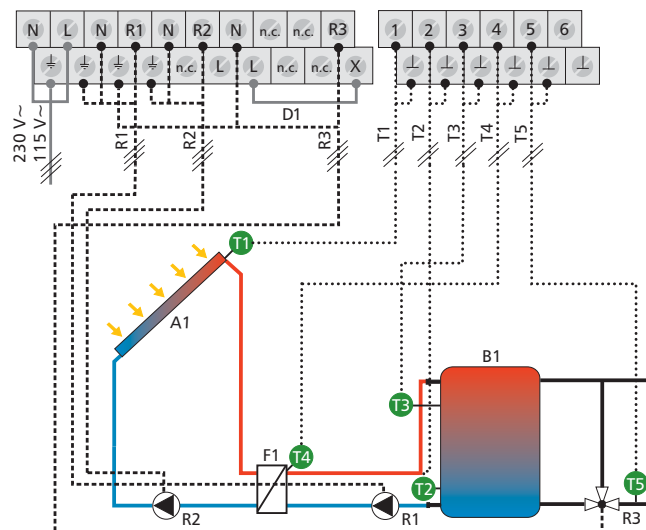 N L N R1 N R2 N n.c. n.c. R3
n.c. L L n.c. n.c. X
1 2 3 4 5 6
230 V~
115 V~
R1
R2
D1
R3
T1
T2
T3
T4
T5
T1
A1
B1
T3
F1
T4
T2
T5
R2
R1
R3